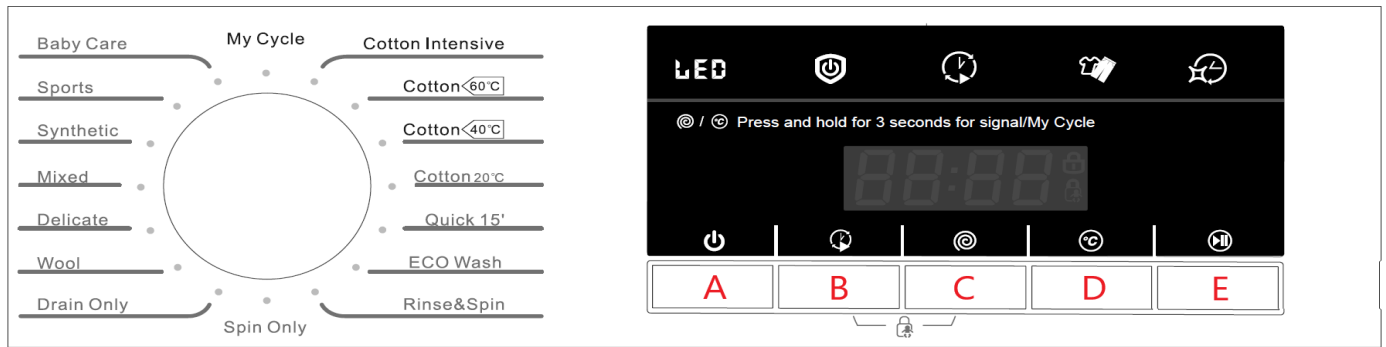 My Cycle
Baby Care
Sports
Synthetic
Mixed
Delicate
Wool
Drain Only
Cotton Intensive
Cotton 60℃
Cotton 40℃
Cotton 20℃
Quick 15'
ECO Wash
Rinse&Spin
Spin Only
LED
/ ℃ Press and hold for 3 seconds for signal/My Cycle
88:88
℃
A B C D E